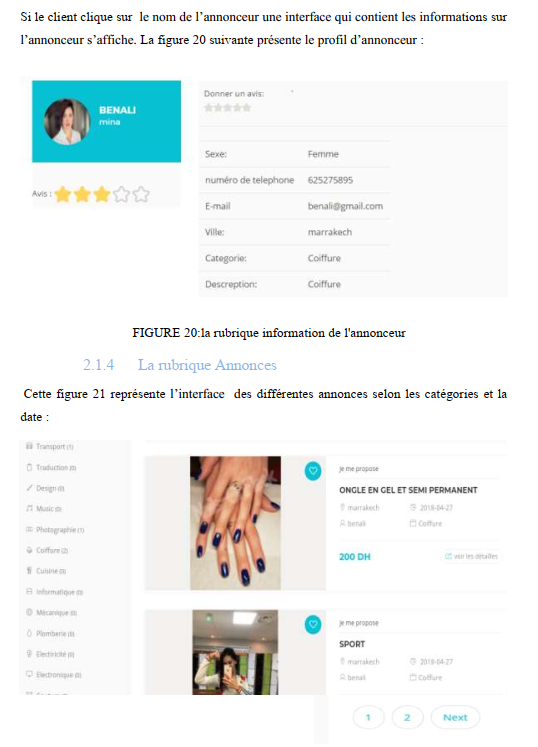 Si le client clique sur le nom de l’annonceur une interface qui contient les informations sur
l’annonceur s’affiche. La figure 20 suivante présente le profil d’annonceur :
BENALI
mina
Avis :
Donner un avis:
Sexe: Femme
numéro de telephone 625275895
E-mail benali@gmail.com
Ville: marrakech
Categorie: Coiffure
Descreption: Coiffure
FIGURE 20:la rubrique information de l'annonceur
2.1.4 La rubrique Annonces
Cette figure 21 représente l’interface des différentes annonces selon les catégories et la
date :
Transport (1)
Traduction (0)
Design (0)
Music (0)
Photographie (1)
Coiffure (2)
Cuisine (0)
Informatique (0)
Mécanique (0)
Plomberie (0)
Electricité (0)
Electronique (0)
je me propose
ONGLE EN GEL ET SEMI PERMANENT
marrakech 2018-04-27
benali Coiffure
200 DH voir les détailles
je me propose
SPORT
marrakech 2018-04-27
benali Coiffure
1 2 Next